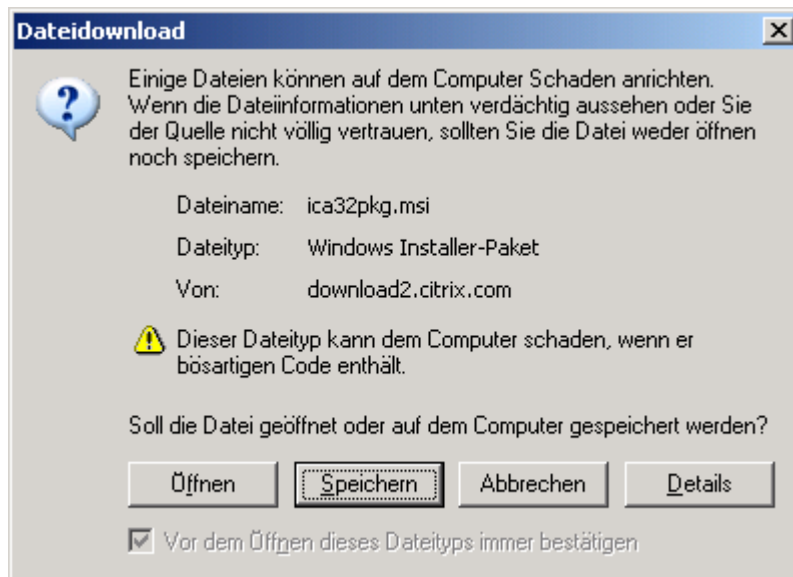 Dateidownload
Einige Dateien können auf dem Computer Schaden anrichten.
Wenn die Dateiinformationen unten verdächtig aussehen oder Sie
der Quelle nicht völlig vertrauen, sollten Sie die Datei weder öffnen
noch speichern.
Dateiname: ica32pkg.msi
Dateityp: Windows Installer-Paket
Von: download2.citrix.com
Dieser Dateityp kann dem Computer schaden, wenn er
bösartigen Code enthält.
Soll die Datei geöffnet oder auf dem Computer gespeichert werden?
Öffnen Speichern Abbrechen Details
Vor dem Öffnen dieses Dateityps immer bestätigen